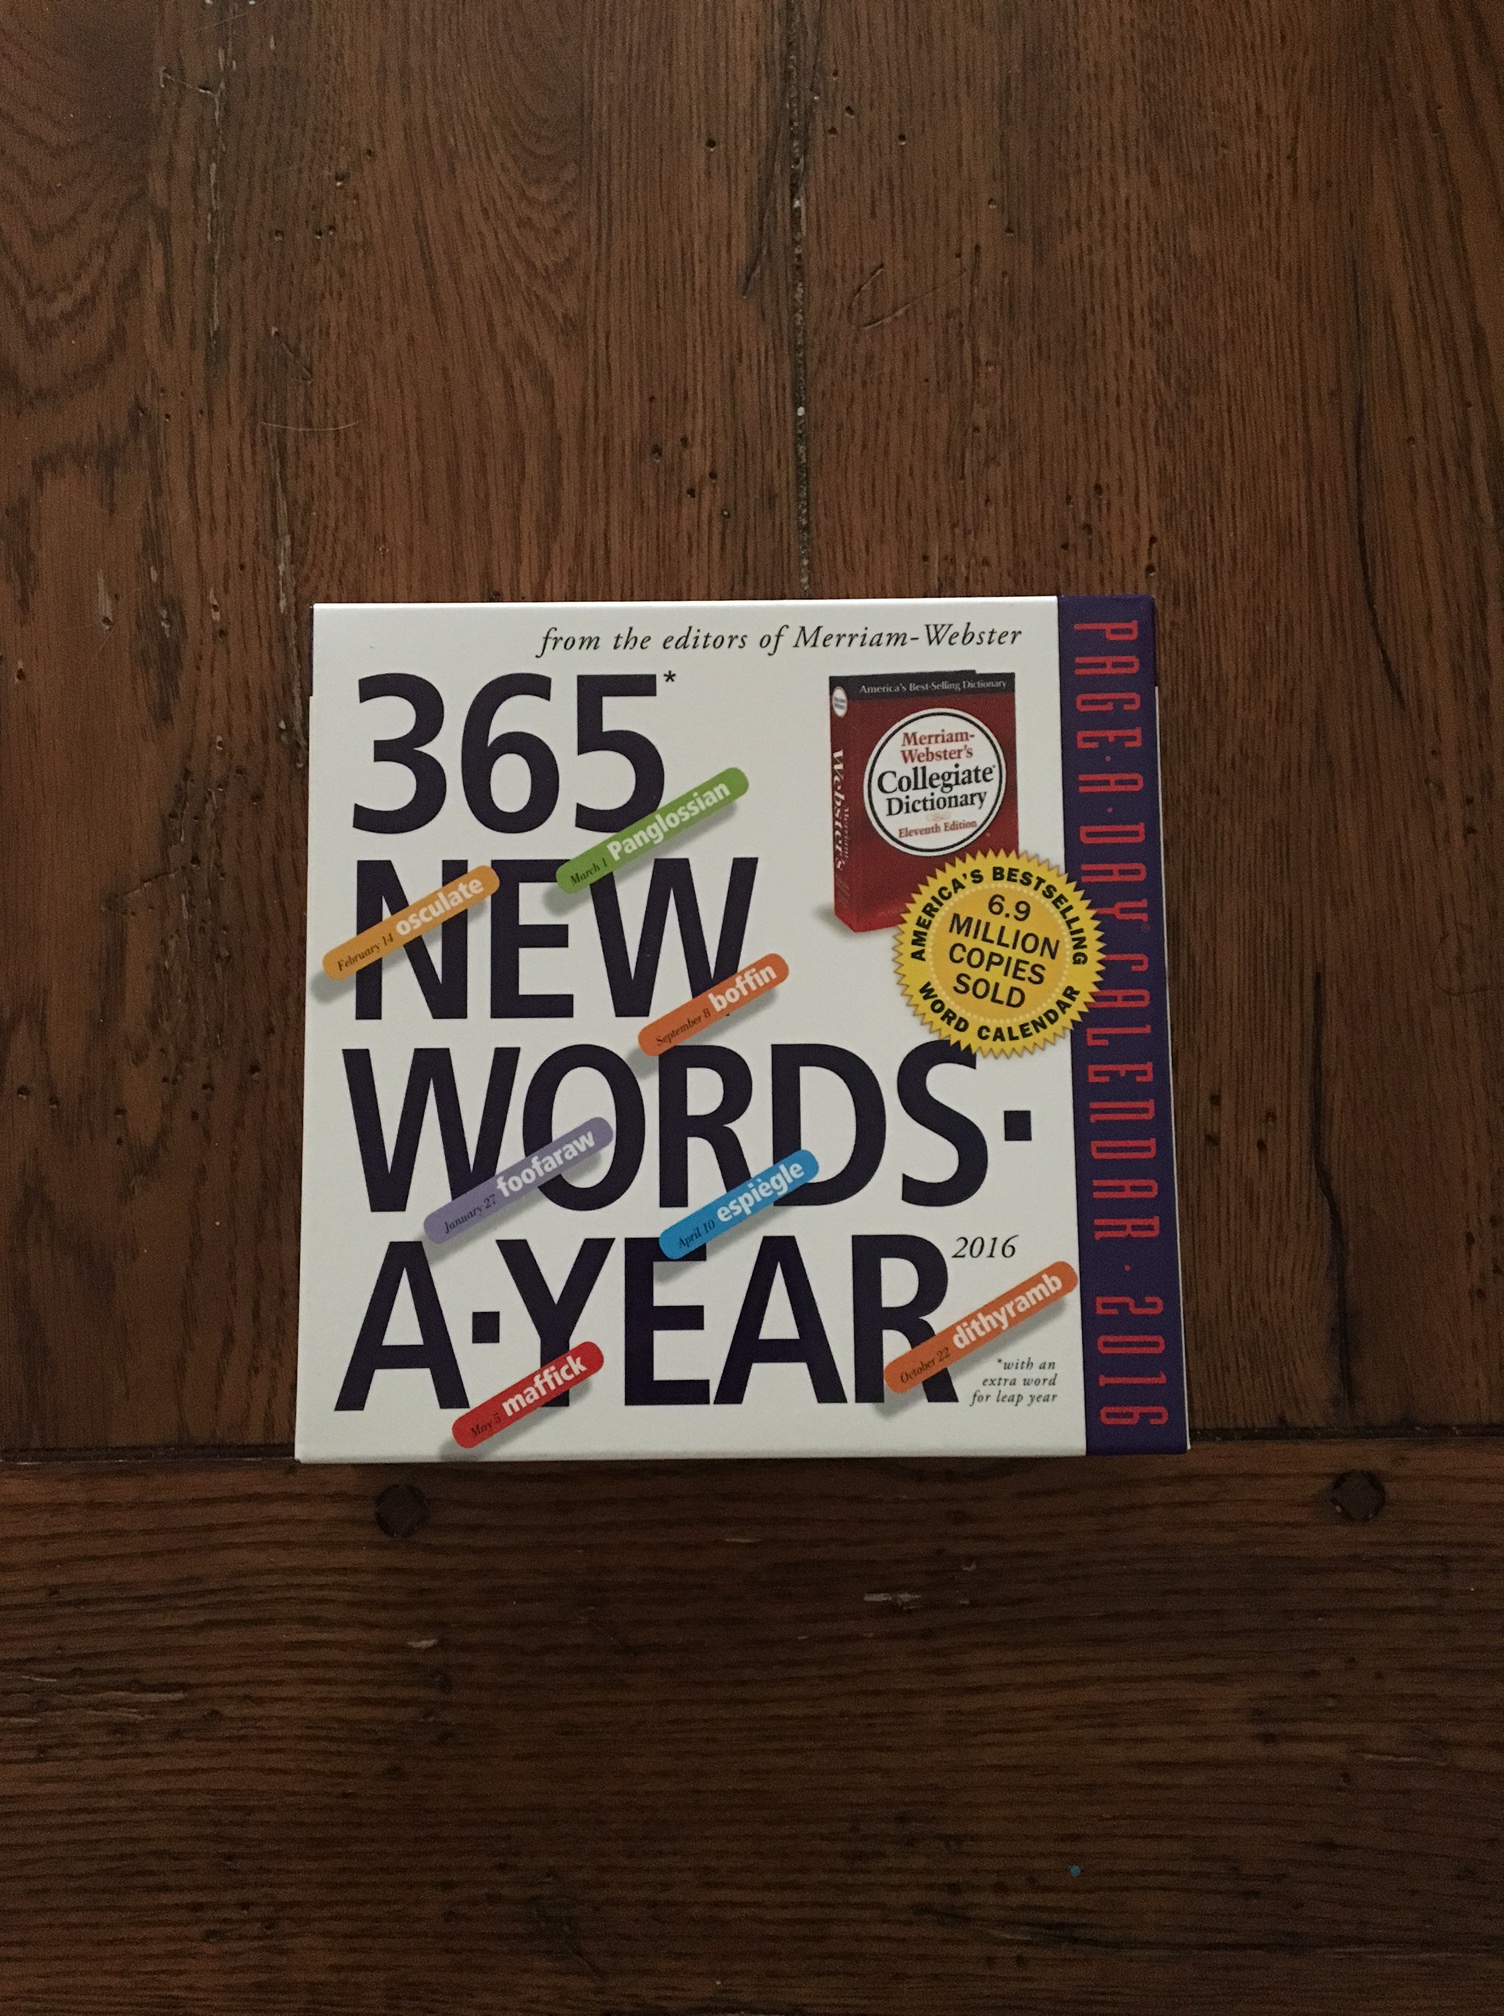 from the editors of Merriam-Webster
365*
NEW
WORDS·
A·YEAR
2016
March 1 Panglossian
February 14 osculate
September 8 boffin
January 27 foofaraw
April 10 espiègle
October 22 dithyramb
May 5 maffick
*with an
extra word
for leap year
America's Best-Selling Dictionary
Merriam-
Webster's
Collegiate®
Dictionary
Eleventh Edition
Merriam-
Webster's
AMERICA'S BESTSELLING
6.9
MILLION
COPIES
SOLD
WORD CALENDAR
PAGE·A·DAY® CALENDAR · 2016